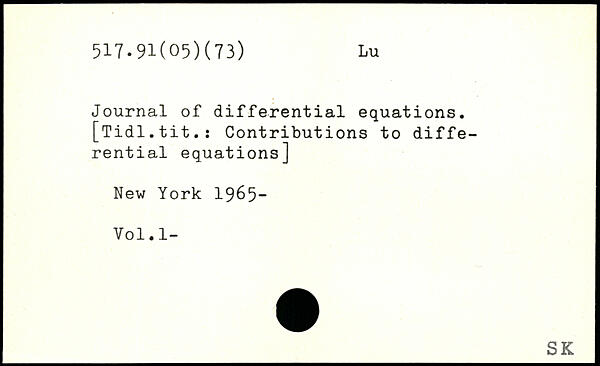 517.91(05)(73) Lu
Journal of differential equations.
[Tidl.tit.: Contributions to diffe-
rential equations]
New York 1965-
Vol.1-
SK